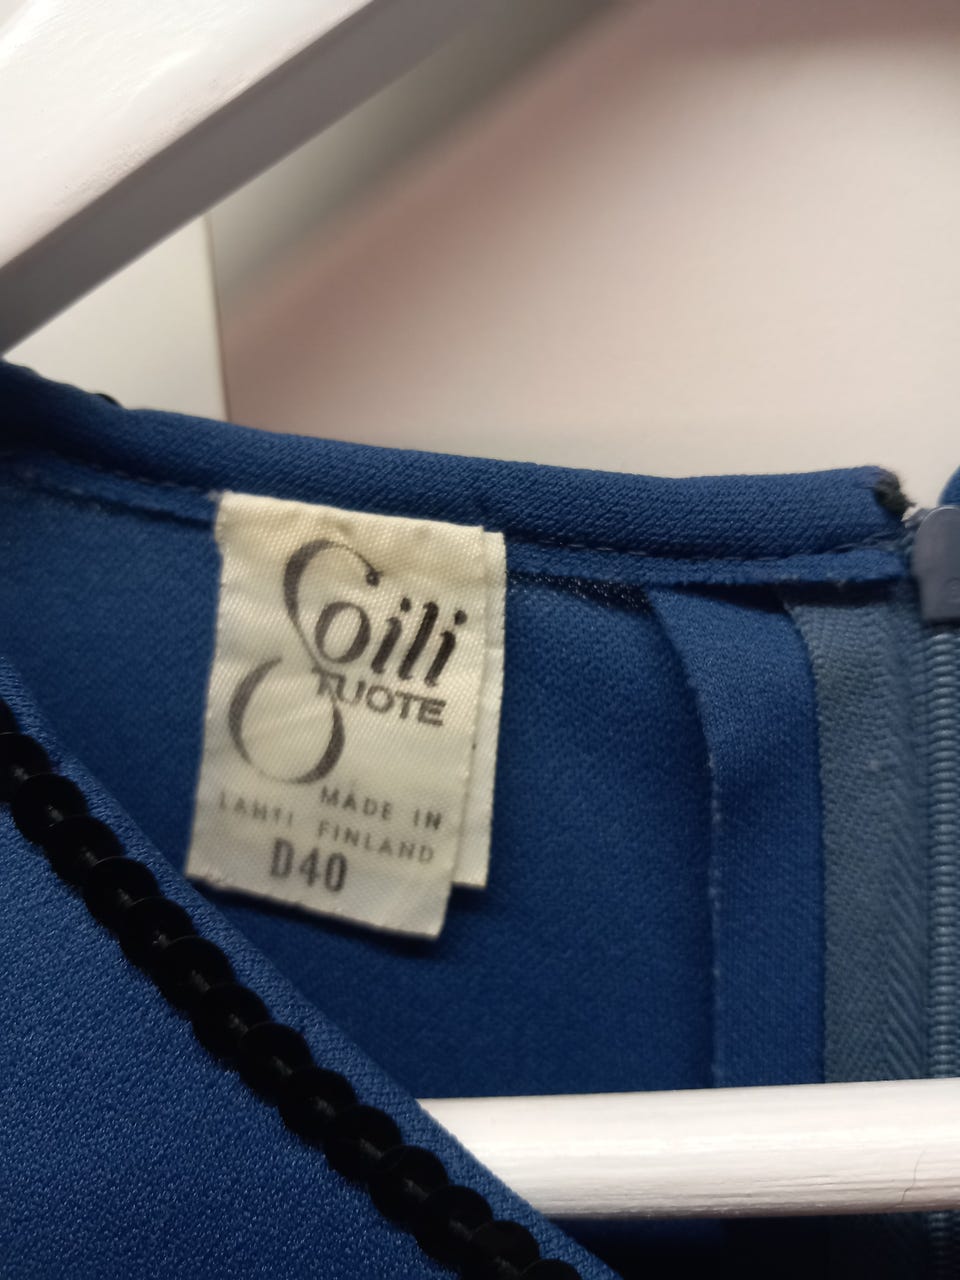 Soili
TUOTE
MADE IN
LAHTI FINLAND
D40